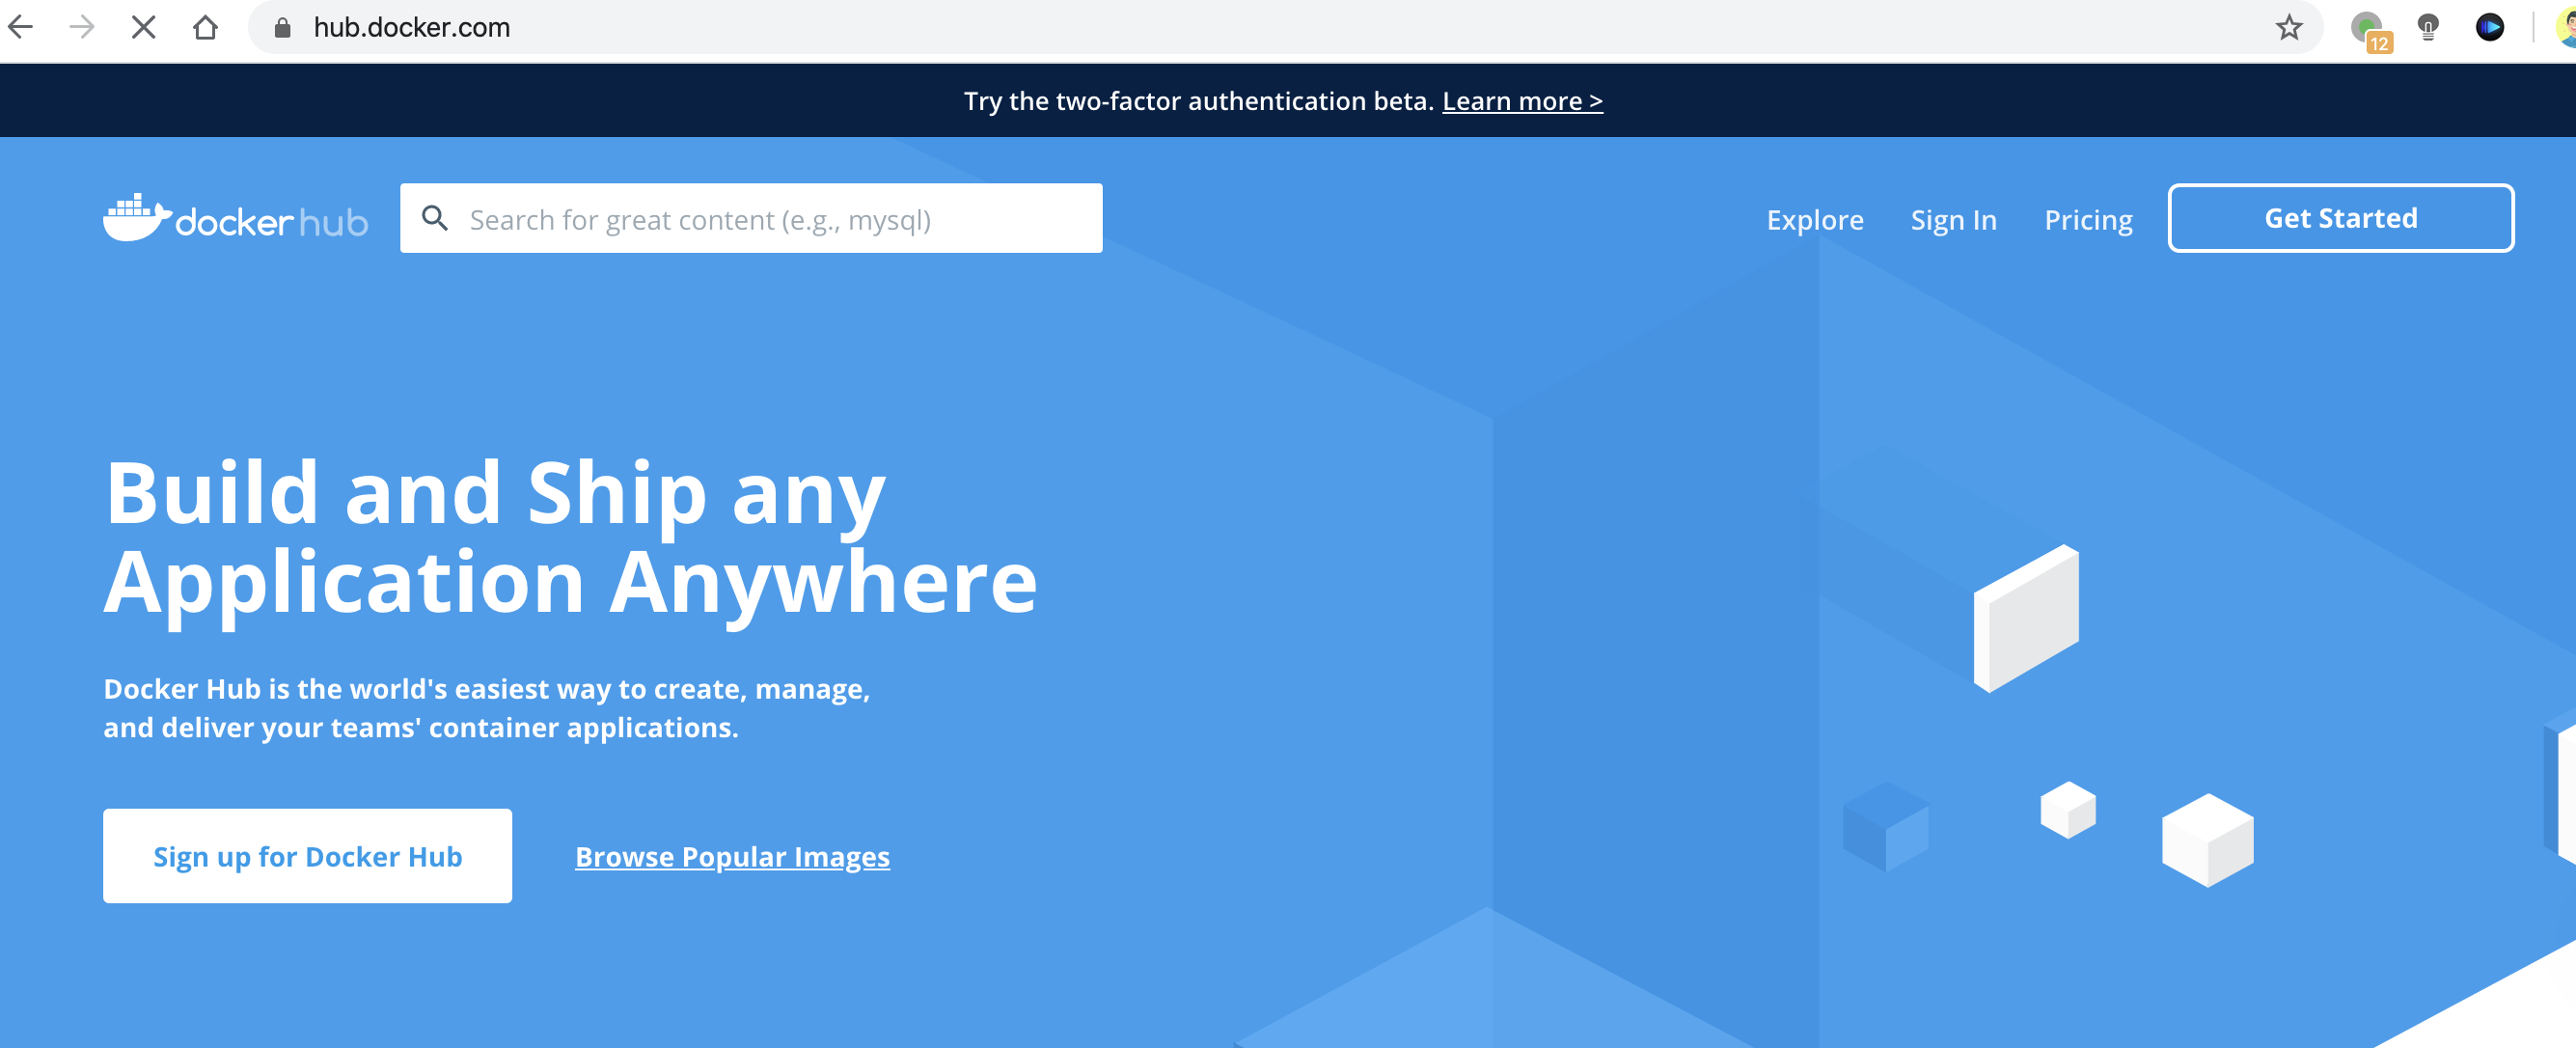 hub.docker.com
12
Try the two-factor authentication beta. Learn more >
docker hub
Search for great content (e.g., mysql)
Explore
Sign In
Pricing
Get Started
Build and Ship any
Application Anywhere
Docker Hub is the world's easiest way to create, manage,
and deliver your teams' container applications.
Sign up for Docker Hub
Browse Popular Images